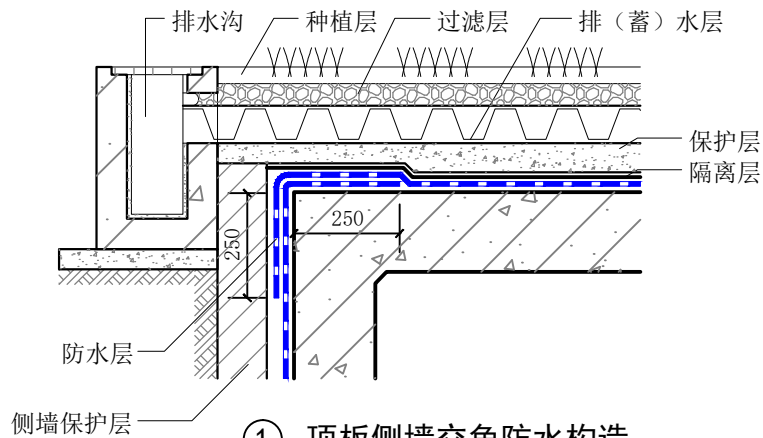 排水沟
种植层
过滤层
排（蓄）水层
保护层
隔离层
250
250
防水层
侧墙保护层
① 顶板侧墙交角防水构造